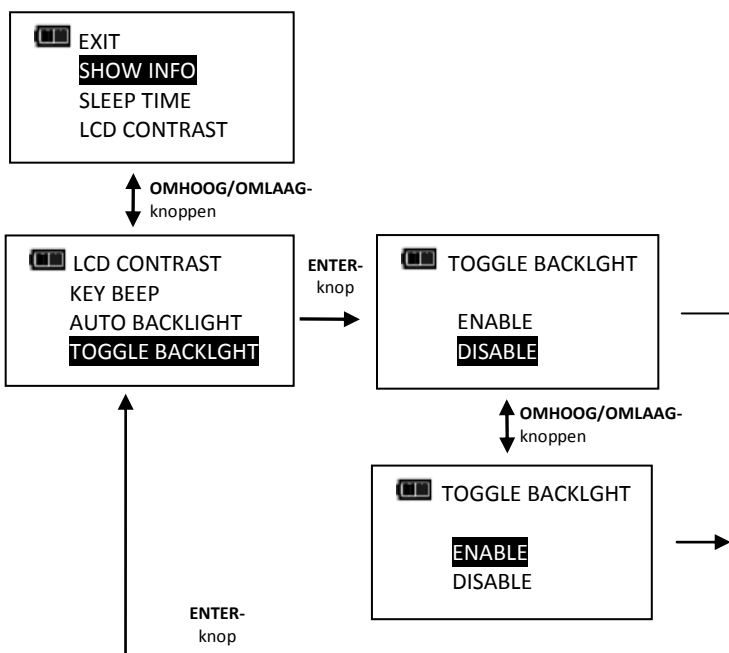 EXIT
SHOW INFO
SLEEP TIME
LCD CONTRAST
OMHOOG/OMLAAG-
knoppen
LCD CONTRAST
KEY BEEP
AUTO BACKLIGHT
TOGGLE BACKLGHT
ENTER-
knop
TOGGLE BACKLGHT
ENABLE
DISABLE
OMHOOG/OMLAAG-
knoppen
TOGGLE BACKLGHT
ENABLE
DISABLE
ENTER-
knop